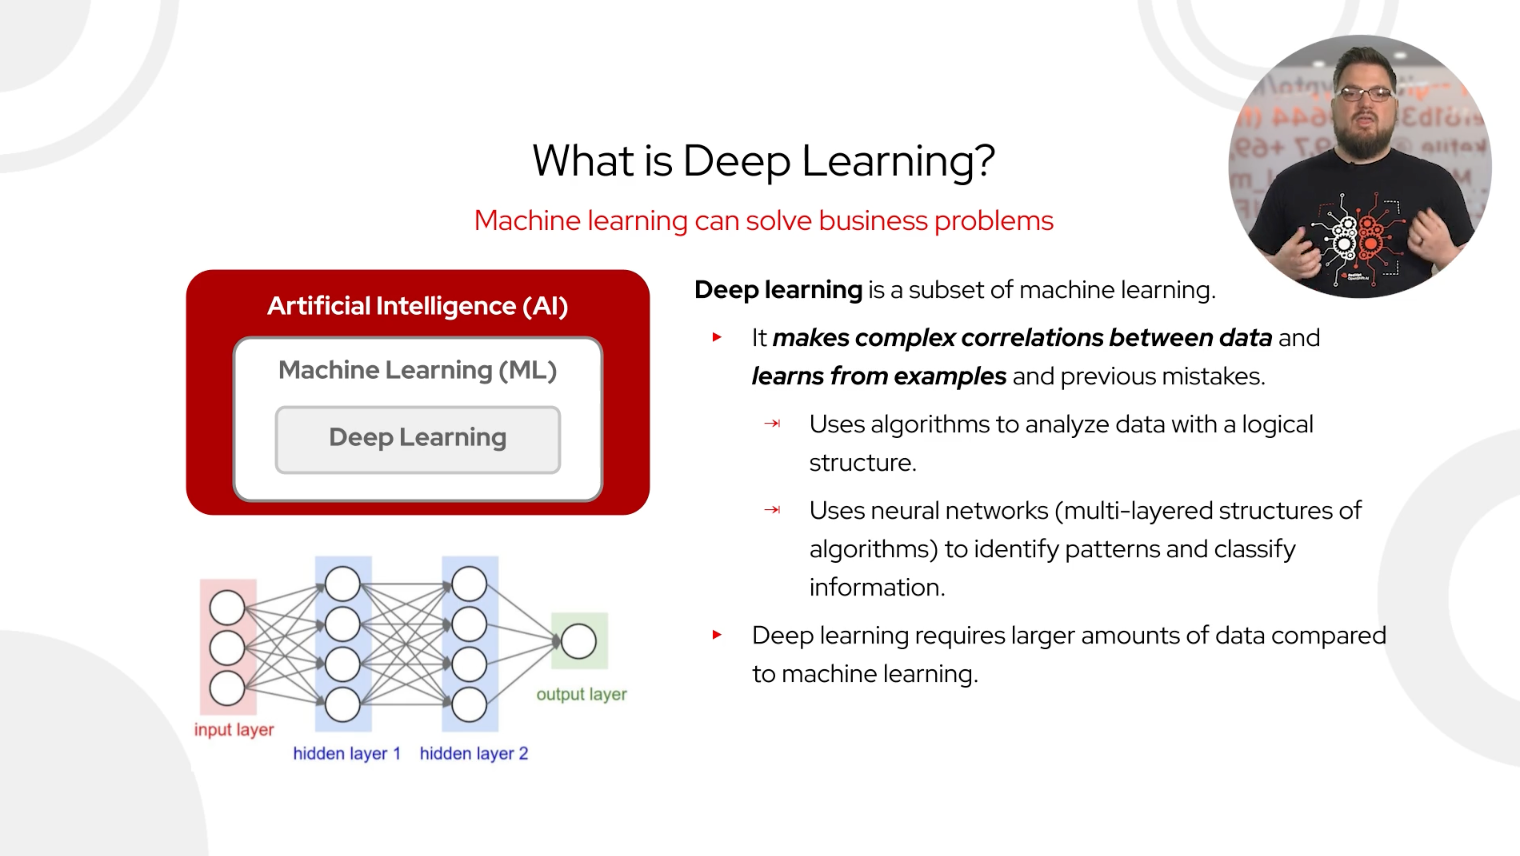 What is Deep Learning?
Machine learning can solve business problems
Artificial Intelligence (AI)
Machine Learning (ML)
Deep Learning
input layer
hidden layer 1
hidden layer 2
output layer
Deep learning is a subset of machine learning.
It makes complex correlations between data and
learns from examples and previous mistakes.
Uses algorithms to analyze data with a logical
structure.
Uses neural networks (multi-layered structures of
algorithms) to identify patterns and classify
information.
Deep learning requires larger amounts of data compared
to machine learning.